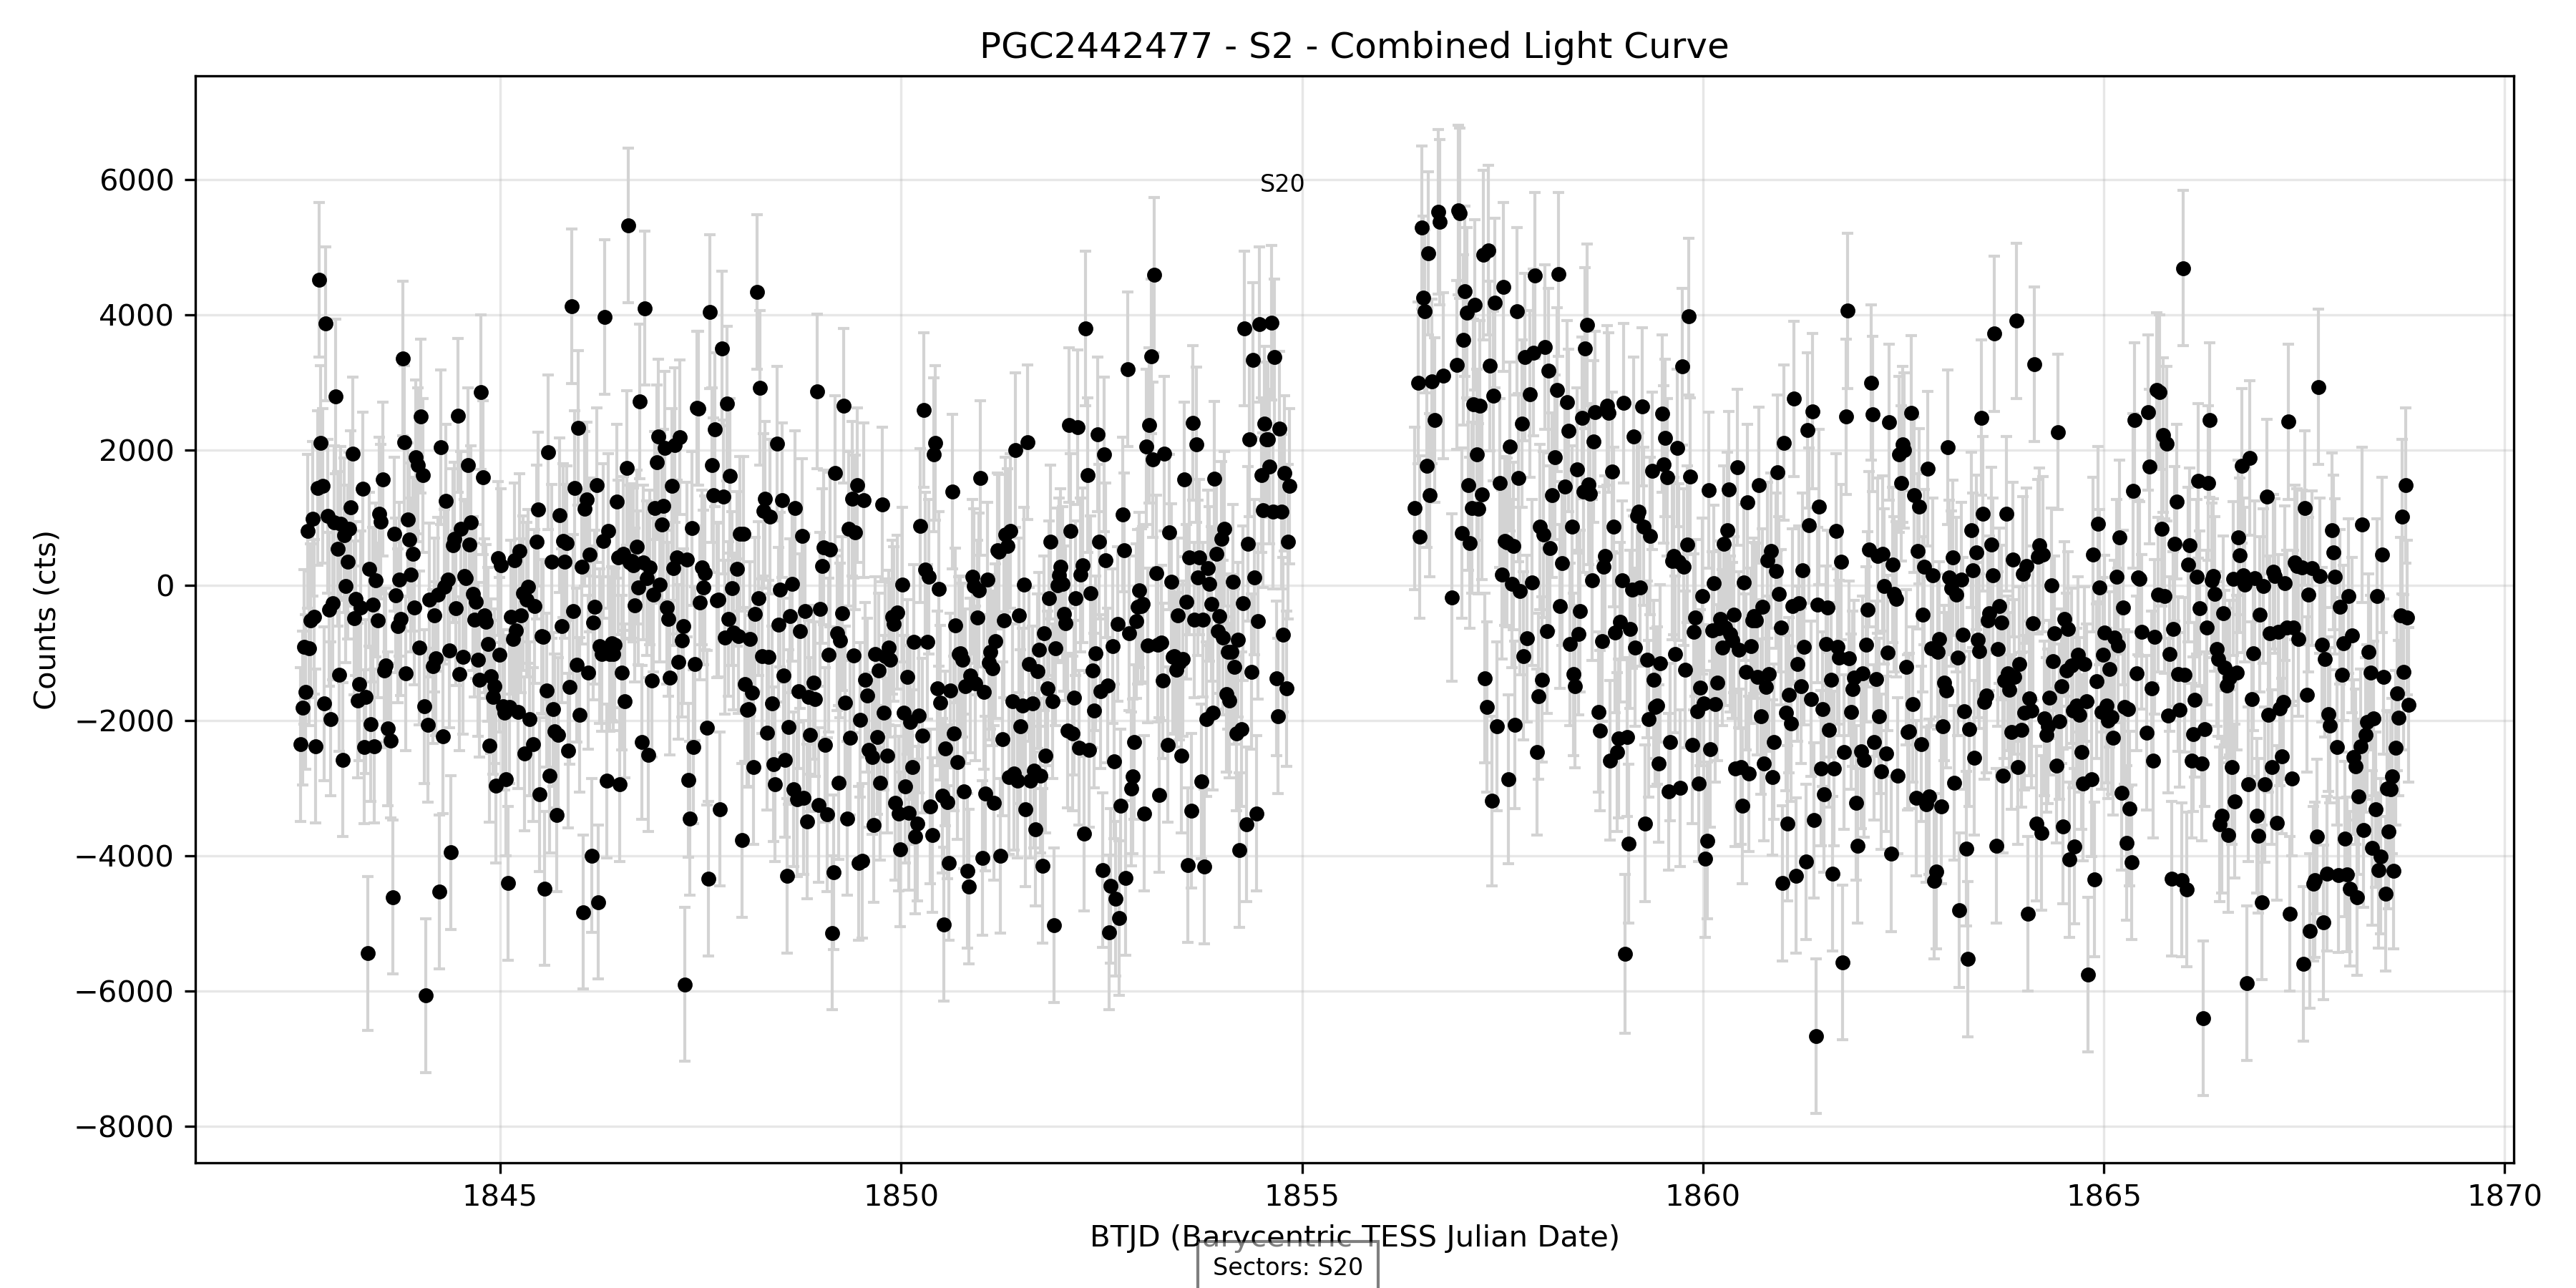 PGC2442477 - S2 - Combined Light Curve
Counts (cts)
6000
4000
2000
0
−2000
−4000
−6000
−8000
S20
1845
1850
1855
1860
1865
1870
BTJD (Barycentric TESS Julian Date)
Sectors: S20